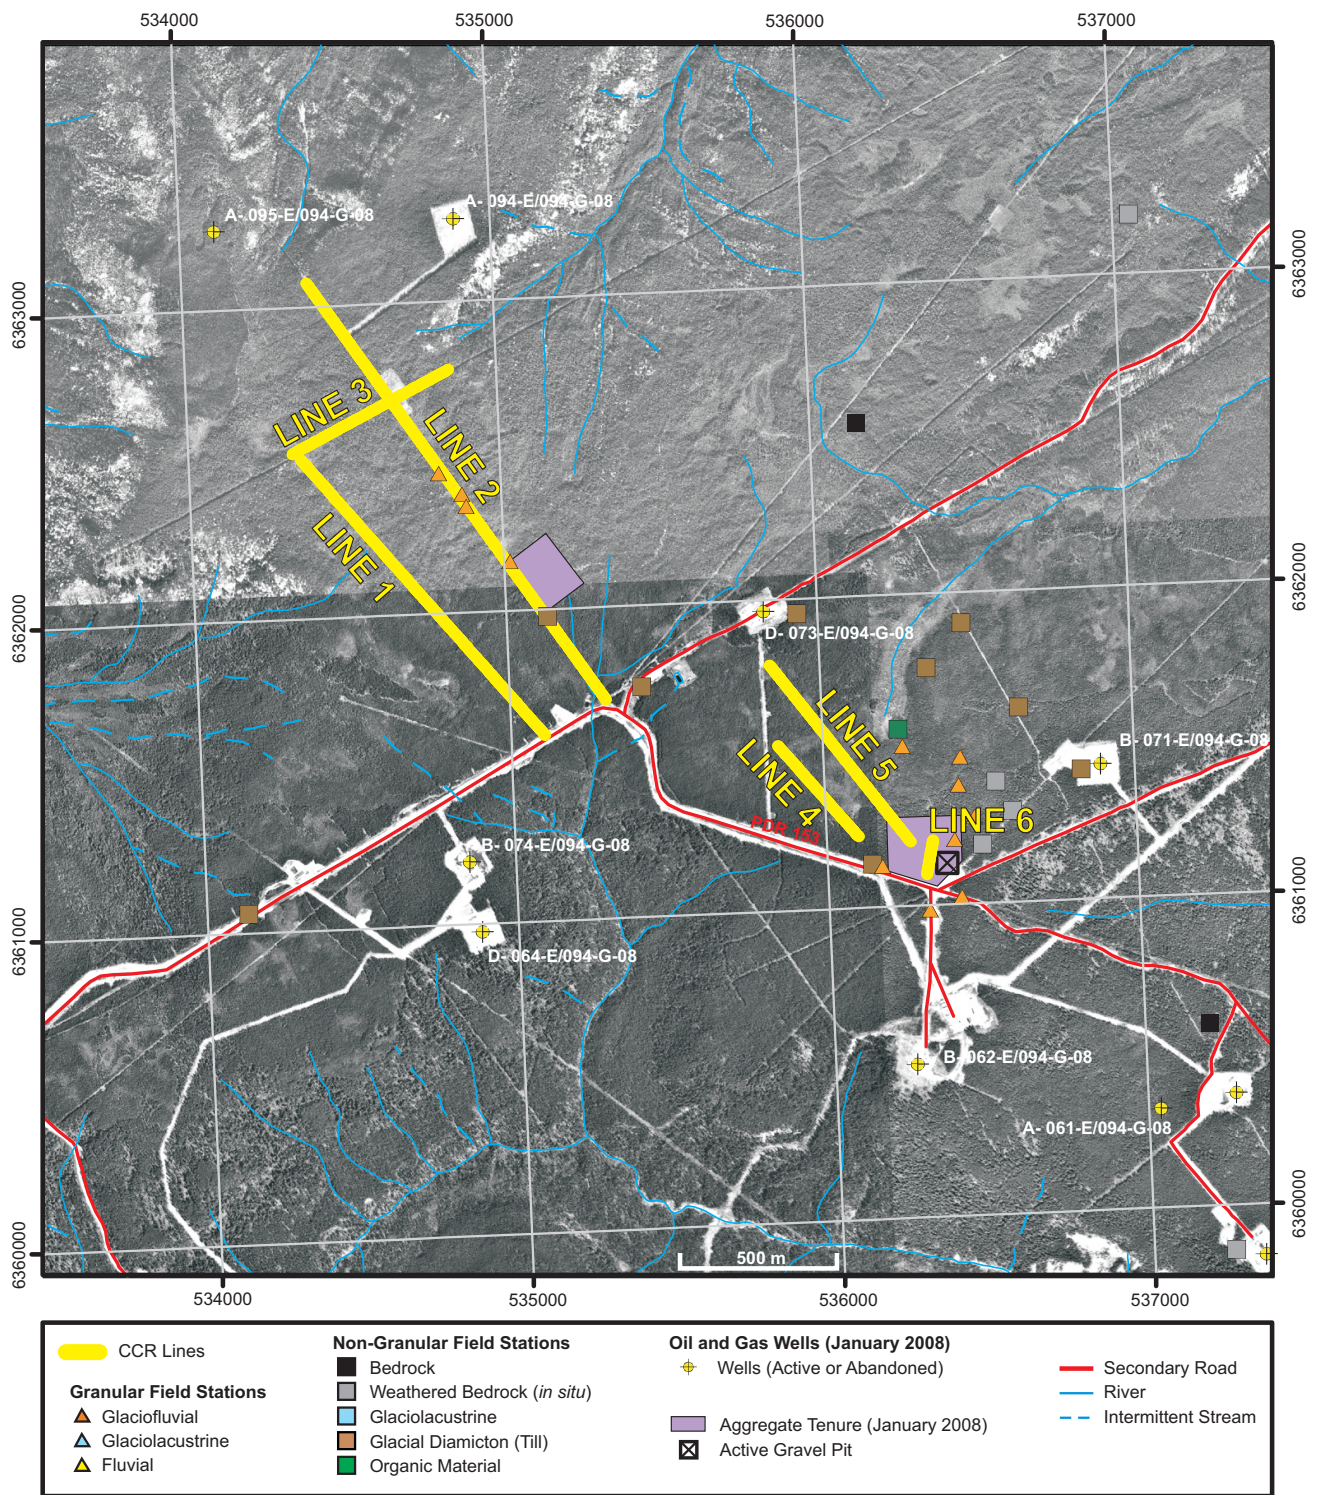 534000 535000 536000 537000
A- 095-E/094-G-08
A- 094-E/094-G-08
6363000
6363000
LINE 3
LINE 2
LINE 1
6362000
6362000
D- 073-E/094-G-08
LINE 5
LINE 4
B- 071-E/094-G-08
LINE 6
PDR 153
B- 074-E/094-G-08
6361000
6361000
D- 064-E/094-G-08
B- 062-E/094-G-08
A- 061-E/094-G-08
6360000
6360000
500 m
534000 535000 536000 537000
CCR Lines
Granular Field Stations
Glaciofluvial
Glaciolacustrine
Fluvial
Non-Granular Field Stations
Bedrock
Weathered Bedrock (in situ)
Glaciolacustrine
Glacial Diamicton (Till)
Organic Material
Oil and Gas Wells (January 2008)
Wells (Active or Abandoned)
Aggregate Tenure (January 2008)
Active Gravel Pit
Secondary Road
River
Intermittent Stream